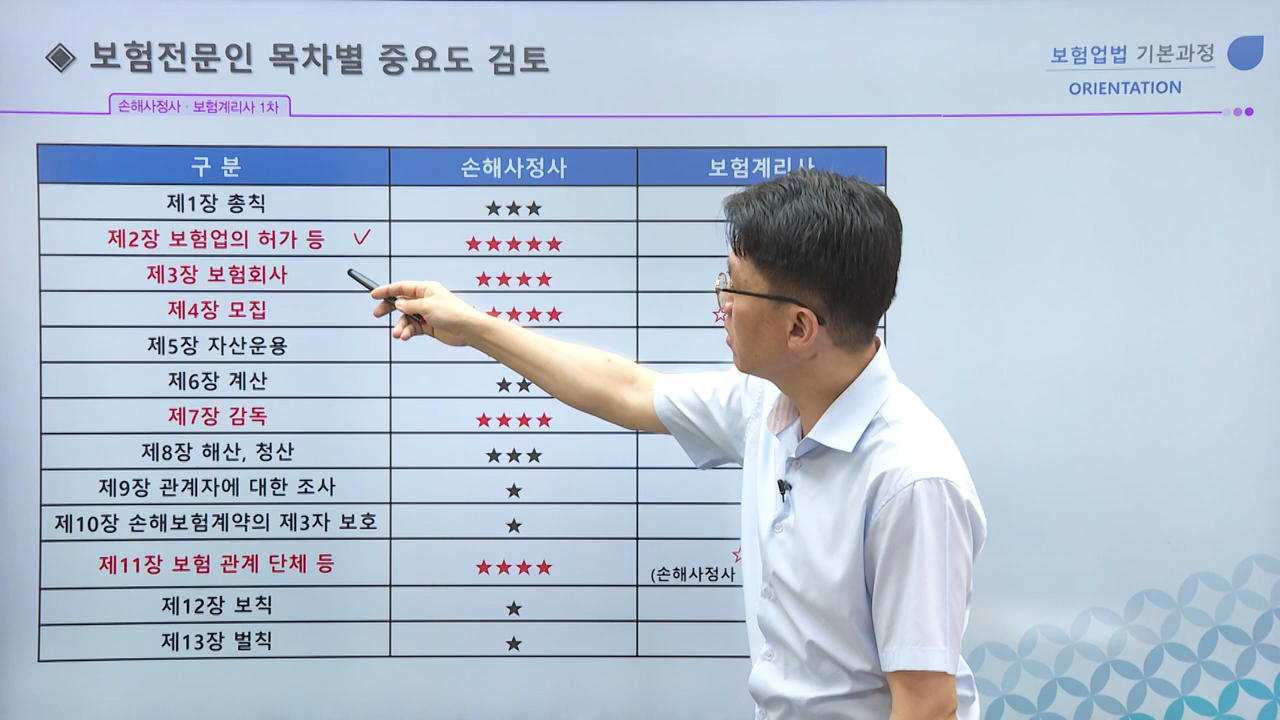 ◈ 보험전문인 목차별 중요도 검토
보험업법 기본과정
ORIENTATION
손해사정사 · 보험계리사 1차
구 분 손해사정사 보험계리사
제1장 총칙 ★★★
제2장 보험업의 허가 등 ✓ ★★★★★
제3장 보험회사 ★★★★
제4장 모집 ★★★★
제5장 자산운용
제6장 계산 ★★
제7장 감독 ★★★★
제8장 해산, 청산 ★★★
제9장 관계자에 대한 조사 ★
제10장 손해보험계약의 제3자 보호 ★
제11장 보험 관계 단체 등 ★★★★ (손해사정사
제12장 보칙 ★
제13장 벌칙 ★